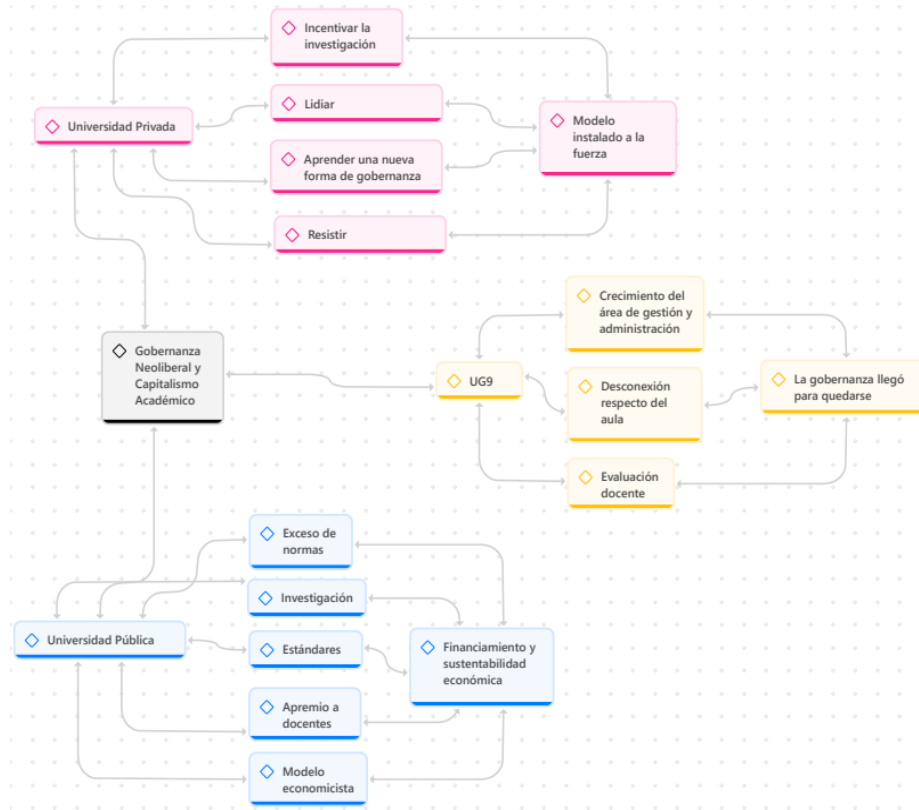 Incentivar la
investigación
Universidad Privada
Lidiar
Modelo
instalado a la
fuerza
Aprender una nueva
forma de gobernanza
Resistir
Gobernanza
Neoliberal y
Capitalismo
Académico
UG9
Crecimiento del
área de gestión y
administración
Desconexión
respecto del
aula
La gobernanza llegó
para quedarse
Evaluación
docente
Exceso de
normas
Investigación
Universidad Pública
Estándares
Financiamiento y
sustentabilidad
económica
Apremio a
docentes
Modelo
economicista